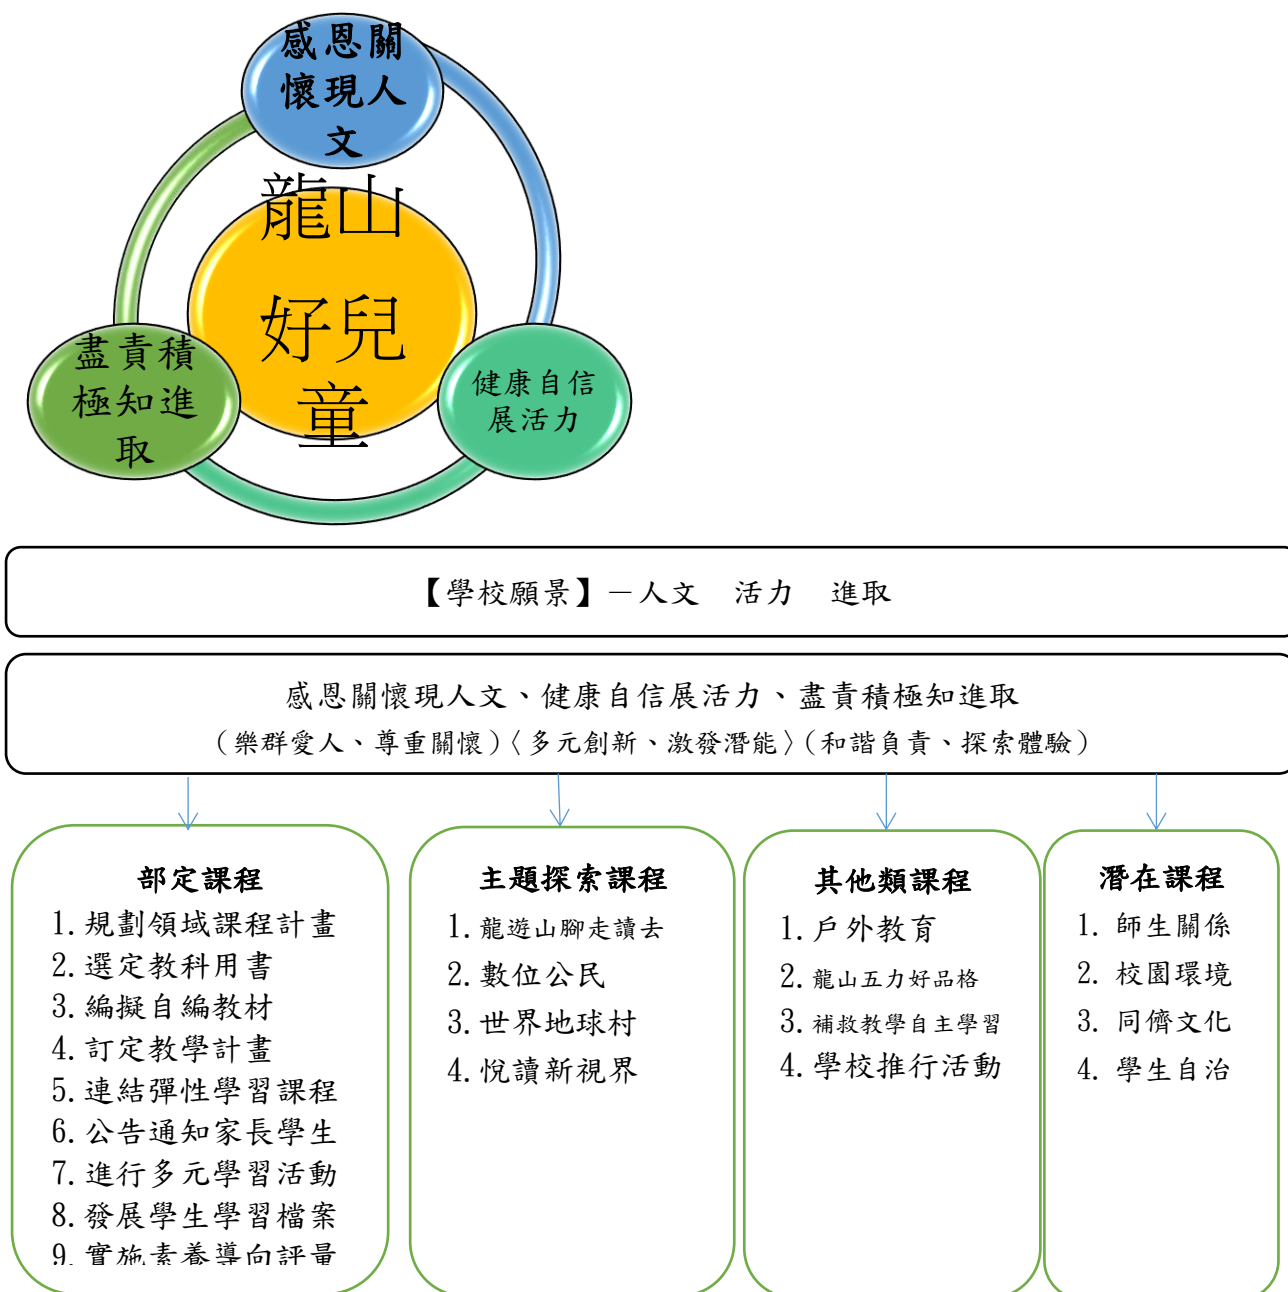 感恩關
懷現人
文
龍山
好兒
童
盡責積
極知進
取
健康自信
展活力
【學校願景】－人文　活力　進取
感恩關懷現人文、健康自信展活力、盡責積極知進取
（樂群愛人、尊重關懷）〈多元創新、激發潛能〉（和諧負責、探索體驗）
部定課程
1.規劃領域課程計畫
2.選定教科用書
3.編擬自編教材
4.訂定教學計畫
5.連結彈性學習課程
6.公告通知家長學生
7.進行多元學習活動
8.發展學生學習檔案
9.實施素養導向評量
主題探索課程
1.龍遊山腳走讀去
2.數位公民
3.世界地球村
4.悅讀新視界
其他類課程
1.戶外教育
2.龍山五力好品格
3.補救教學自主學習
4.學校推行活動
潛在課程
1. 師生關係
2. 校園環境
3. 同儕文化
4. 學生自治